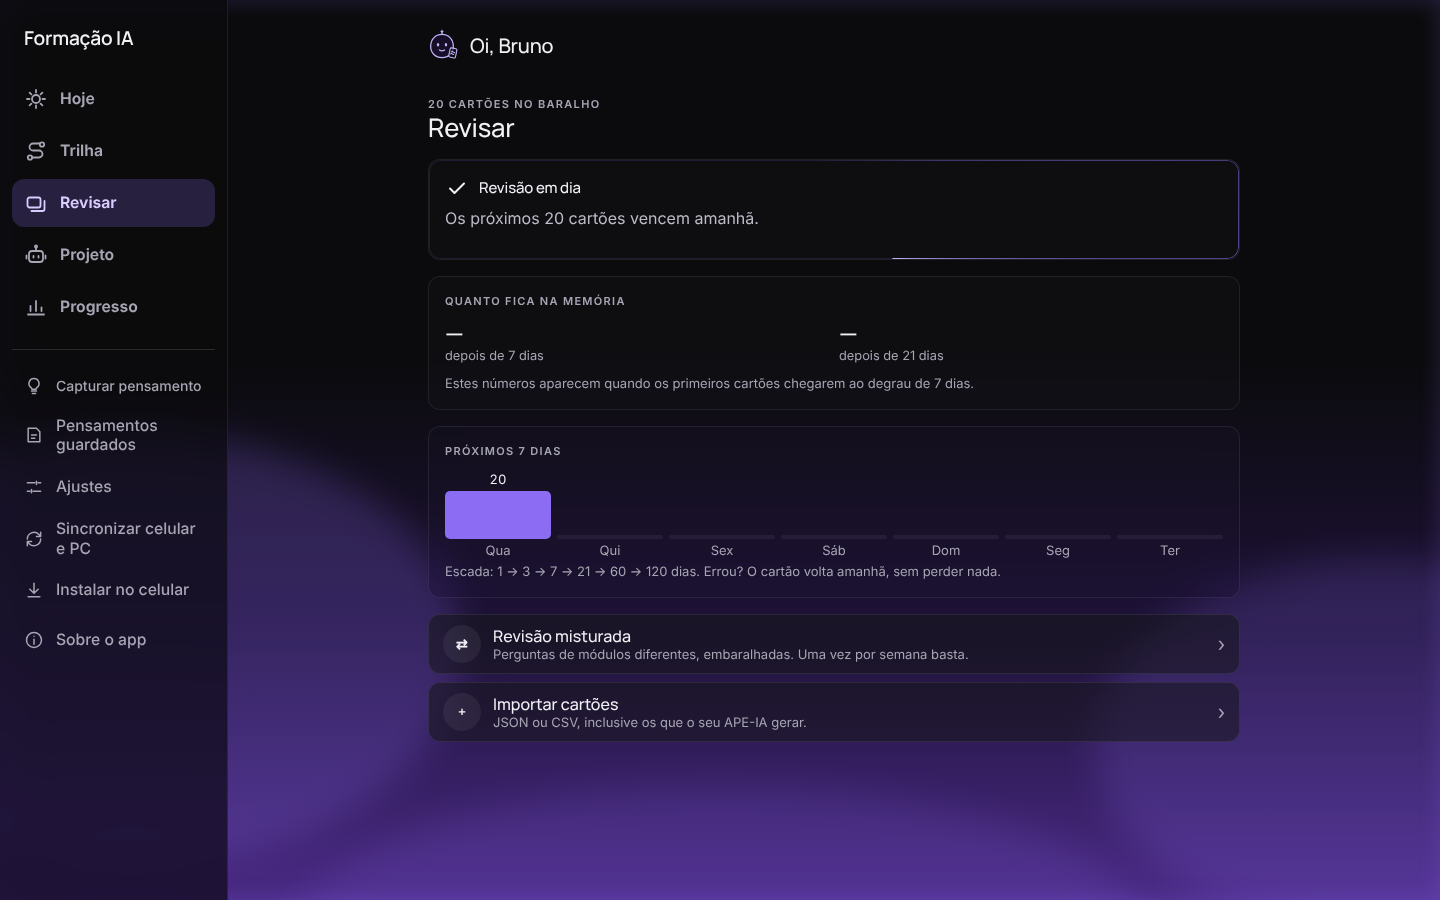 Formação IA
Hoje
Trilha
Revisar
Projeto
Progresso
Capturar pensamento
Pensamentos
guardados
Ajustes
Sincronizar celular
e PC
Instalar no celular
Sobre o app
Oi, Bruno
20 CARTÕES NO BARALHO
Revisar
Revisão em dia
Os próximos 20 cartões vencem amanhã.
QUANTO FICA NA MEMÓRIA
— —
depois de 7 dias depois de 21 dias
Estes números aparecem quando os primeiros cartões chegarem ao degrau de 7 dias.
PRÓXIMOS 7 DIAS
20
Qua Qui Sex Sáb Dom Seg Ter
Escada: 1 → 3 → 7 → 21 → 60 → 120 dias. Errou? O cartão volta amanhã, sem perder nada.
Revisão misturada
Perguntas de módulos diferentes, embaralhadas. Uma vez por semana basta.
Importar cartões
JSON ou CSV, inclusive os que o seu APE-IA gerar.